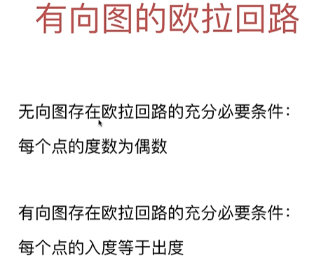 有向图的欧拉回路
无向图存在欧拉回路的充分必要条件：
每个点的度数为偶数
有向图存在欧拉回路的充分必要条件：
每个点的入度等于出度